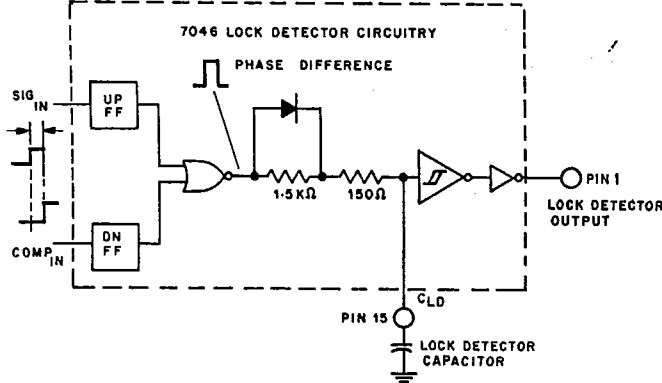 7046 LOCK DETECTOR CIRCUITRY
PHASE DIFFERENCE
SIG IN
UP
FF
1.5KΩ
150Ω
PIN 1
LOCK DETECTOR
OUTPUT
DN
FF
COMP IN
CLD
PIN 15
LOCK DETECTOR
CAPACITOR